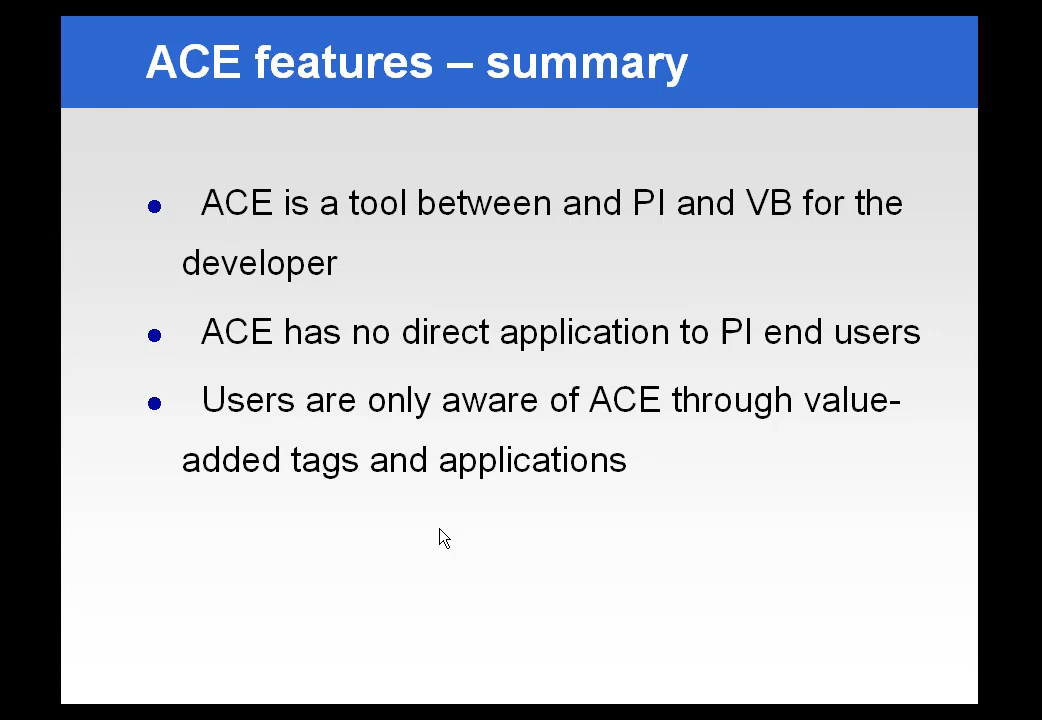 ACE features – summary
ACE is a tool between and PI and VB for the
developer
ACE has no direct application to PI end users
Users are only aware of ACE through value-
added tags and applications